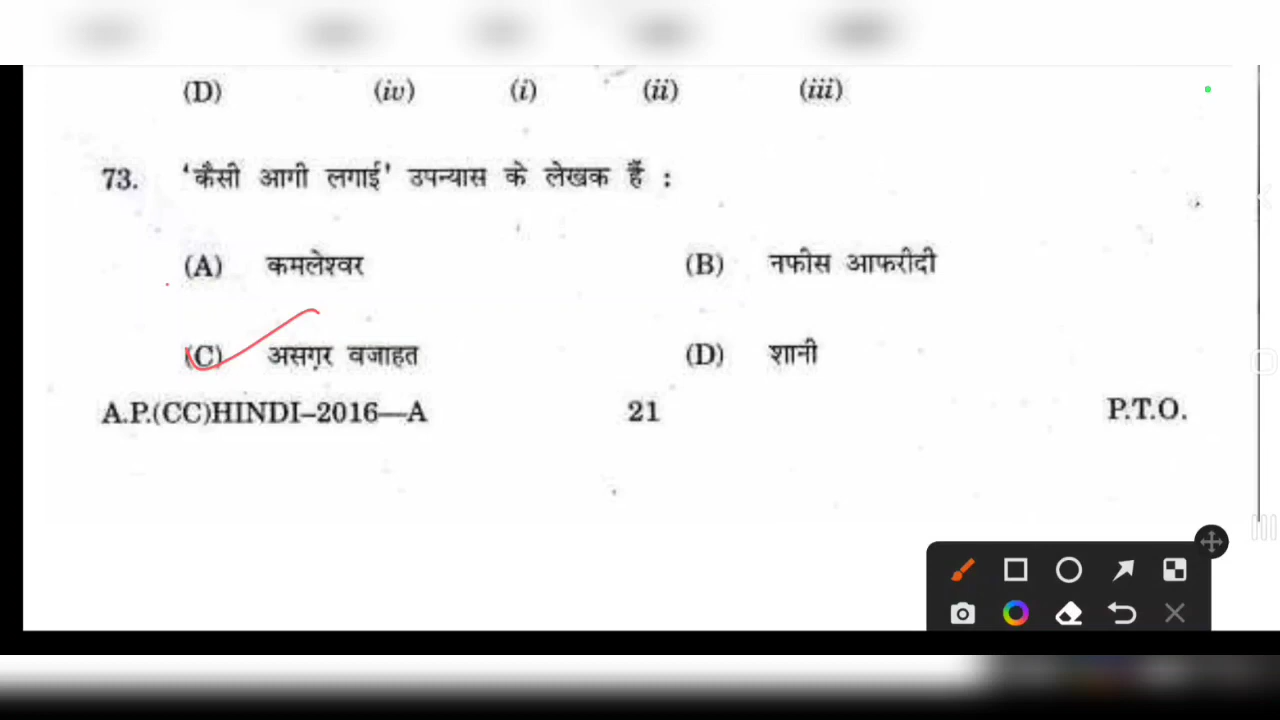 (D) (iv) (i) (ii) (iii)
73. 'कैसी आगी लगाई' उपन्यास के लेखक हैं :
(A) कमलेश्वर (B) नफीस आफरीदी
(C) असग़र वजाहत (D) शानी
A.P.(CC)HINDI–2016—A 21 P.T.O.